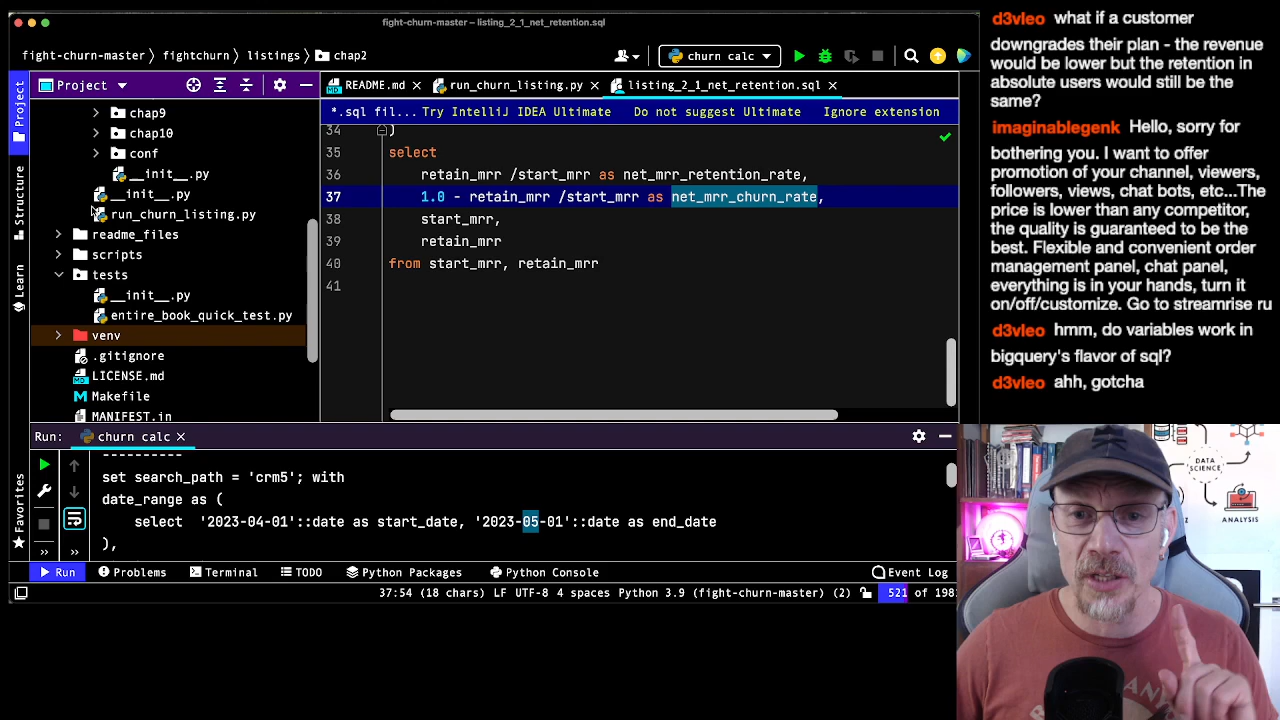 fight-churn-master – listing_2_1_net_retention.sql
fight-churn-master › fightchurn › listings › chap2
churn calc
Project
README.md
run_churn_listing.py
listing_2_1_net_retention.sql
*.sql fil... Try IntelliJ IDEA Ultimate Do not suggest Ultimate Ignore extension
Project
Structure
Learn
Favorites
chap9
chap10
conf
__init__.py
__init__.py
run_churn_listing.py
readme_files
scripts
tests
__init__.py
entire_book_quick_test.py
venv
.gitignore
LICENSE.md
Makefile
MANIFEST.in
34 )
35 select
36 retain_mrr /start_mrr as net_mrr_retention_rate,
37 1.0 - retain_mrr /start_mrr as net_mrr_churn_rate,
38 start_mrr,
39 retain_mrr
40 from start_mrr, retain_mrr
41
Run: churn calc
----------
set search_path = 'crm5'; with
date_range as (
select '2023-04-01'::date as start_date, '2023-05-01'::date as end_date
),
Run Problems Terminal TODO Python Packages Python Console Event Log
37:54 (18 chars) LF UTF-8 4 spaces Python 3.9 (fight-churn-master) (2) 521 of 198
d3vleo what if a customer
downgrades their plan - the revenue
would be lower but the retention in
absolute users would still be the
same?
imaginablegenk Hello, sorry for
bothering you. I want to offer
promotion of your channel, viewers,
followers, views, chat bots, etc...The
price is lower than any competitor,
the quality is guaranteed to be the
best. Flexible and convenient order
management panel, chat panel,
everything is in your hands, turn it
on/off/customize. Go to streamrise ru
d3vleo hmm, do variables work in
bigquery's flavor of sql?
d3vleo ahh, gotcha
DATA
SCIENCE
ANALYSIS